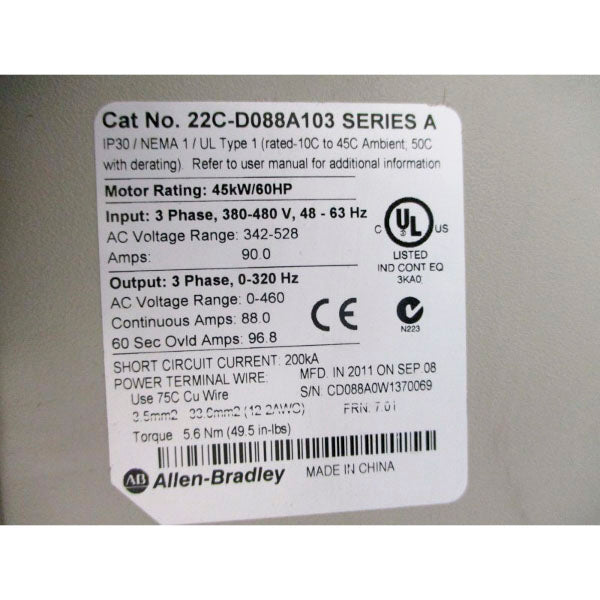 Cat No. 22C-D088A103 SERIES A
IP30 / NEMA 1 / UL Type 1 (rated-10C to 45C Ambient, 50C
with derating). Refer to user manual for additional information
Motor Rating: 45kW/60HP
Input: 3 Phase, 380-480 V, 48 - 63 Hz
AC Voltage Range: 342-528
Amps: 90.0
C UL US
LISTED
IND CONT EQ
3KA0
Output: 3 Phase, 0-320 Hz
AC Voltage Range: 0-460
Continuous Amps: 88.0
60 Sec Ovld Amps: 96.8
CE
N223
SHORT CIRCUIT CURRENT: 200kA
POWER TERMINAL WIRE:
Use 75C Cu Wire
3.5mm2 (12
Torque 5.6 Nm (49.5 in-lbs)
MFD. IN 2011 ON SEP.08
S/N: CD088A0W1370069
FRN: 7.01
AB Allen-Bradley
MADE IN CHINA